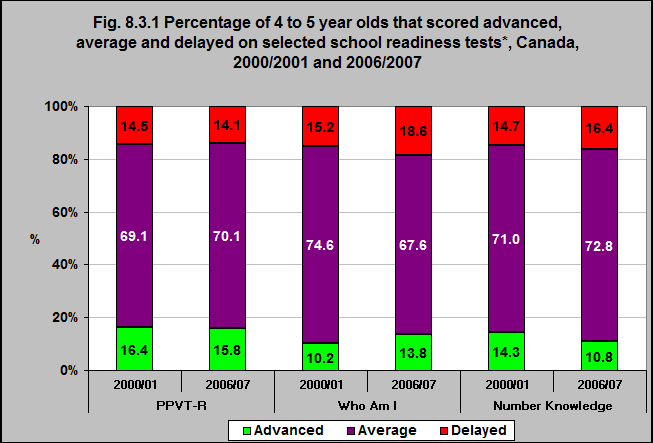 Fig. 8.3.1 Percentage of 4 to 5 year olds that scored advanced,
average and delayed on selected school readiness tests*, Canada,
2000/2001 and 2006/2007
100%
80%
60%
40%
20%
0%
%
14.5 14.1 15.2 18.6 14.7 16.4
69.1 70.1 74.6 67.6 71.0 72.8
16.4 15.8 10.2 13.8 14.3 10.8
2000/01 2006/07 2000/01 2006/07 2000/01 2006/07
PPVT-R Who Am I Number Knowledge
Advanced Average Delayed